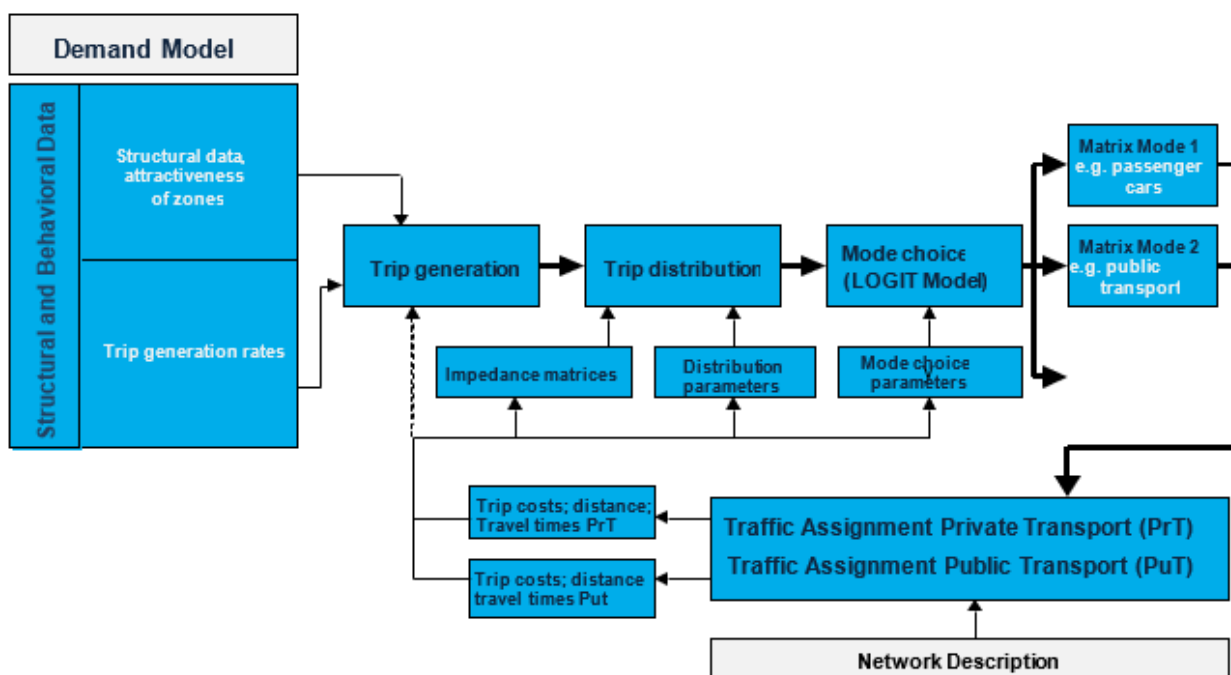 Demand Model
Structural and Behavioral Data
Structural data,
attractiveness
of zones
Trip generation rates
Trip generation
Trip distribution
Mode choice
(LOGIT Model)
Matrix Mode 1
e.g. passenger
cars
Matrix Mode 2
e.g. public
transport
Impedance matrices
Distribution
parameters
Mode choice
parameters
Trip costs; distance;
Travel times PrT
Trip costs; distance
travel times Put
Traffic Assignment Private Transport (PrT)
Traffic Assignment Public Transport (PuT)
Network Description